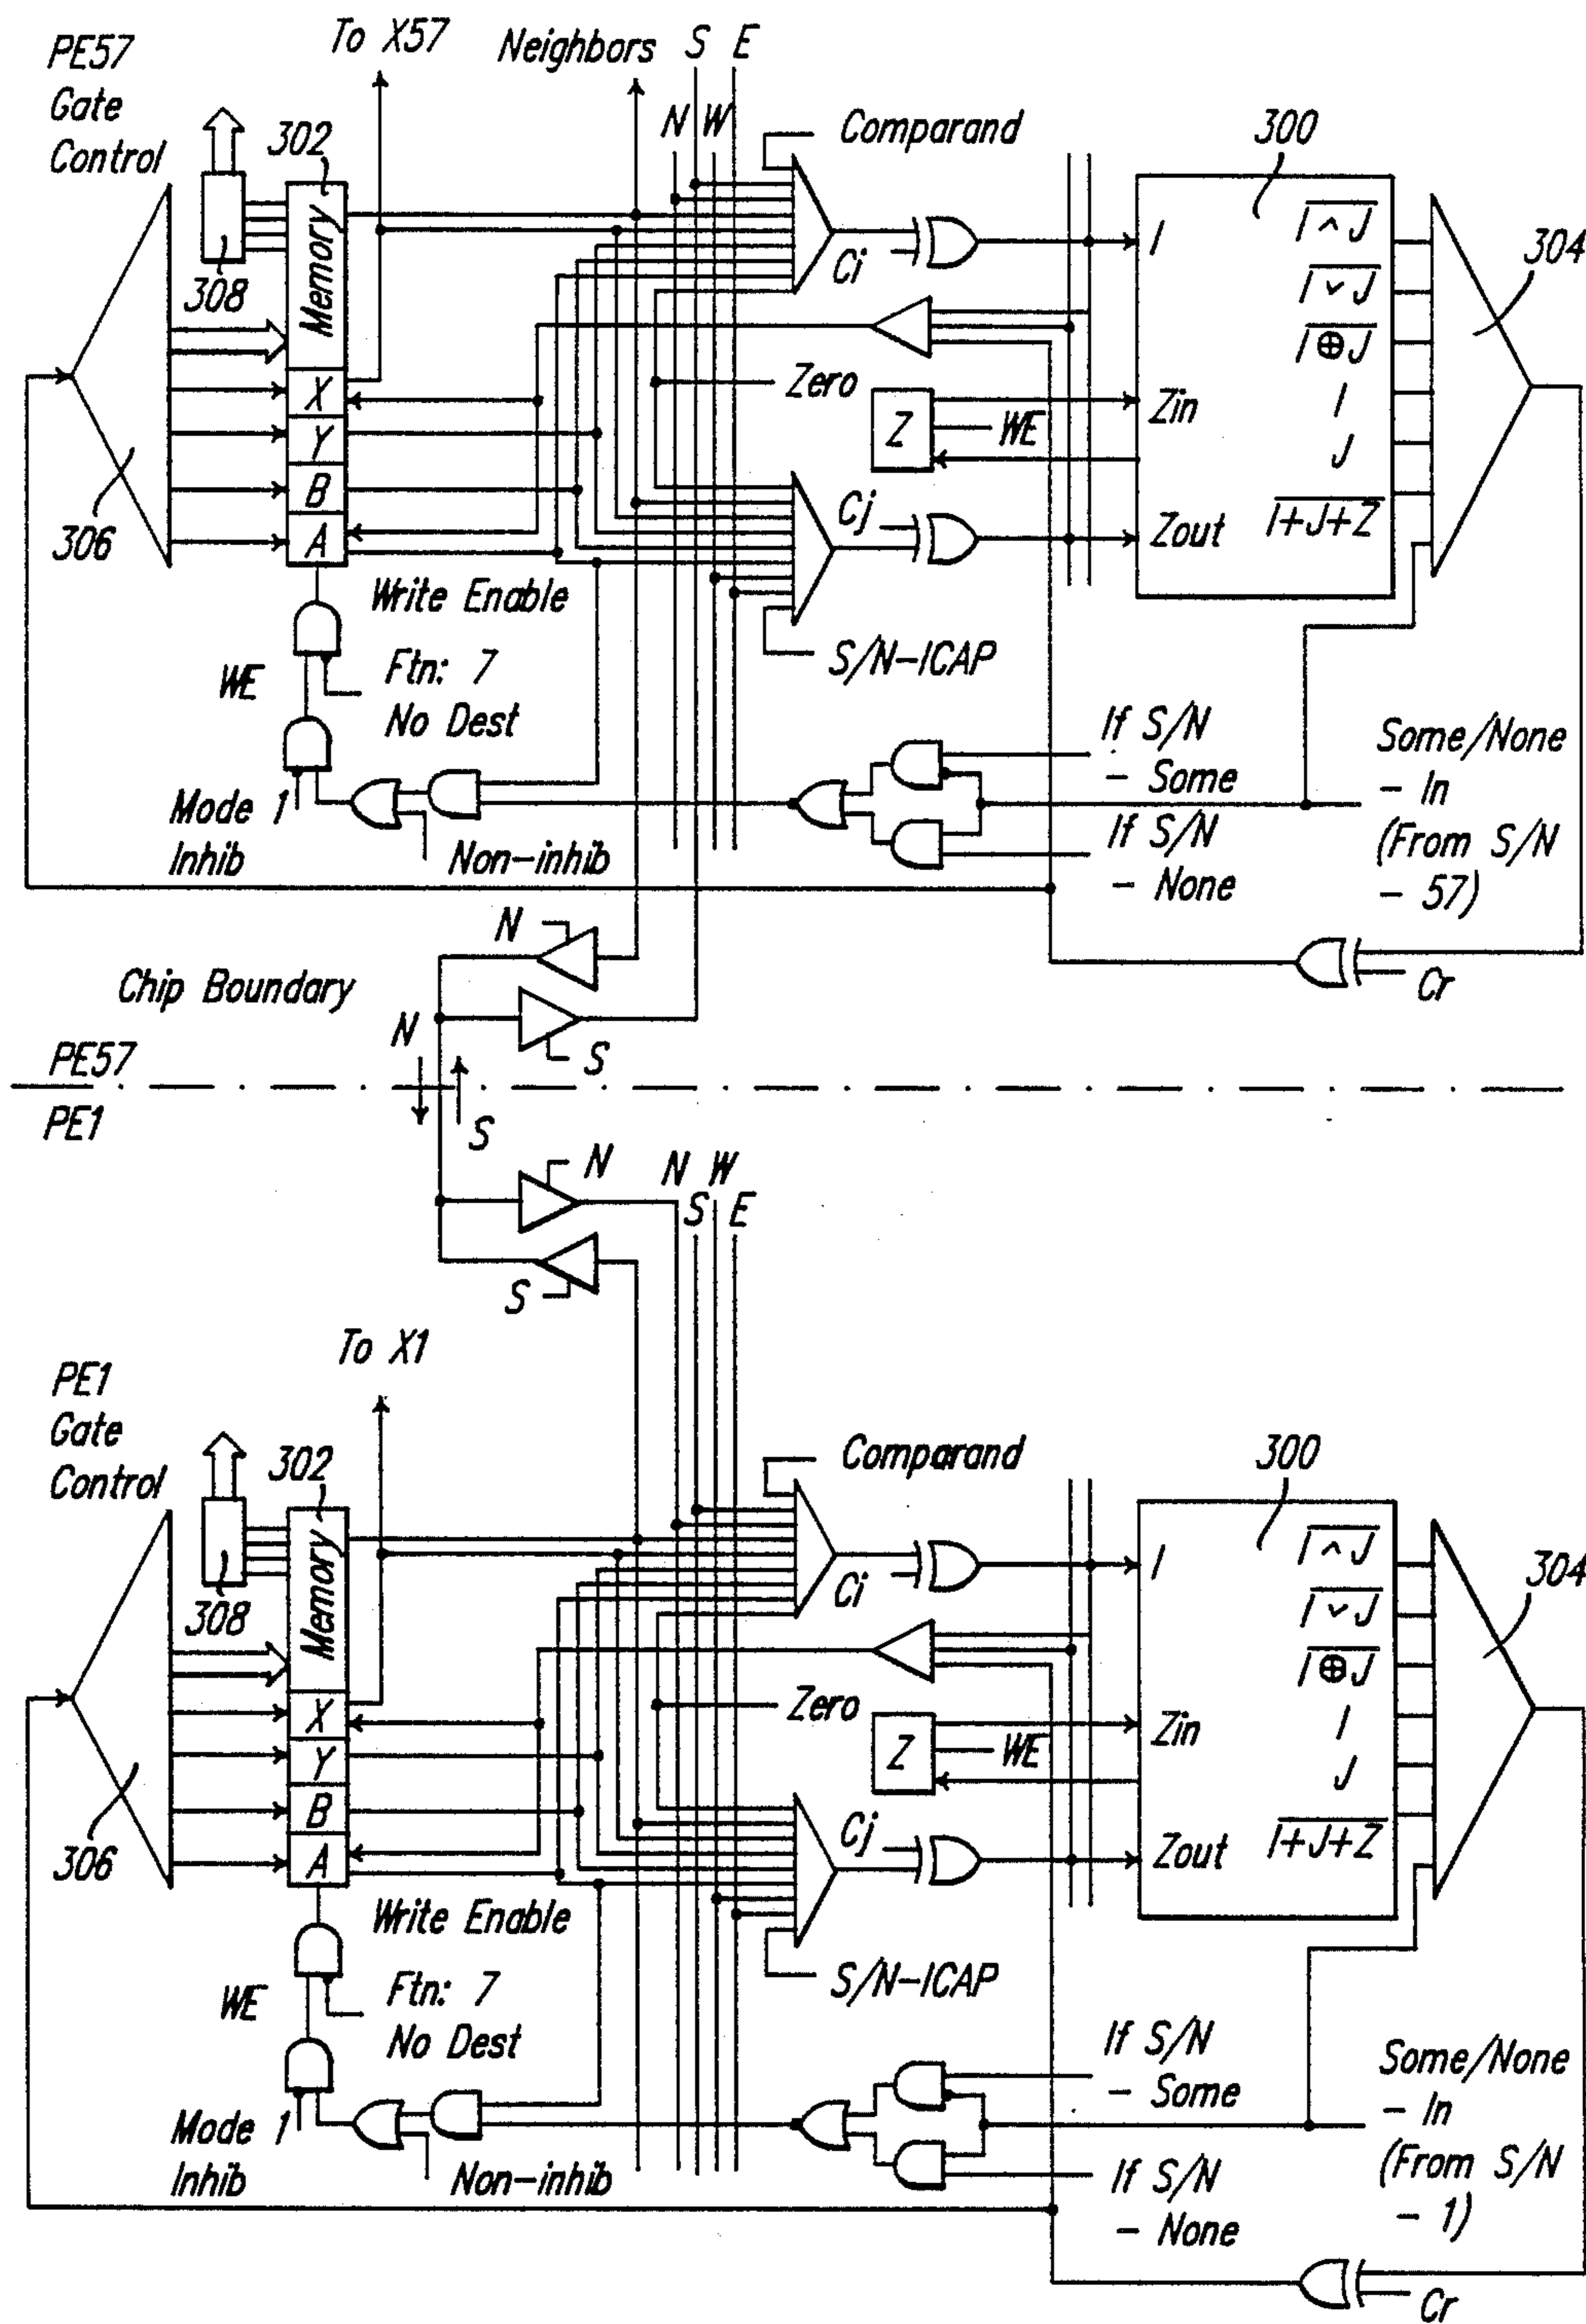 PE57
Gate
Control
To X57
Neighbors
S E
N W
Comparand
302
308
Memory
X
Y
B
A
306
Ci
Zero
Z
WE
Cj
S/N-ICAP
300
I
Zin
Zout
I ^ J
I ˅ J
I ⊕ J
I
J
I+J+Z
304
Write Enable
WE
Ftn: 7
No Dest
Mode 1
Inhib
Non-inhib
If S/N
- Some
If S/N
- None
Some/None
- In
(From S/N
- 57)
Cr
N
S
Chip Boundary
N
PE57
PE1
S
N
S
N W
S E
To X1
PE1
Gate
Control
302
308
Memory
X
Y
B
A
306
Comparand
Ci
Zero
Z
WE
Cj
S/N-ICAP
300
I
Zin
Zout
I ^ J
I ˅ J
I ⊕ J
I
J
I+J+Z
304
Write Enable
WE
Ftn: 7
No Dest
Mode 1
Inhib
Non-inhib
If S/N
- Some
If S/N
- None
Some/None
- In
(From S/N
- 1)
Cr